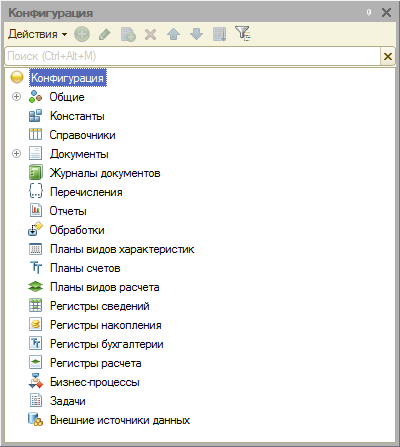 Конфигурация
Действия
Поиск (Ctrl+Alt+M)
Конфигурация
Общие
Константы
Справочники
Документы
Журналы документов
Перечисления
Отчеты
Обработки
Планы видов характеристик
Планы счетов
Планы видов расчета
Регистры сведений
Регистры накопления
Регистры бухгалтерии
Регистры расчета
Бизнес-процессы
Задачи
Внешние источники данных